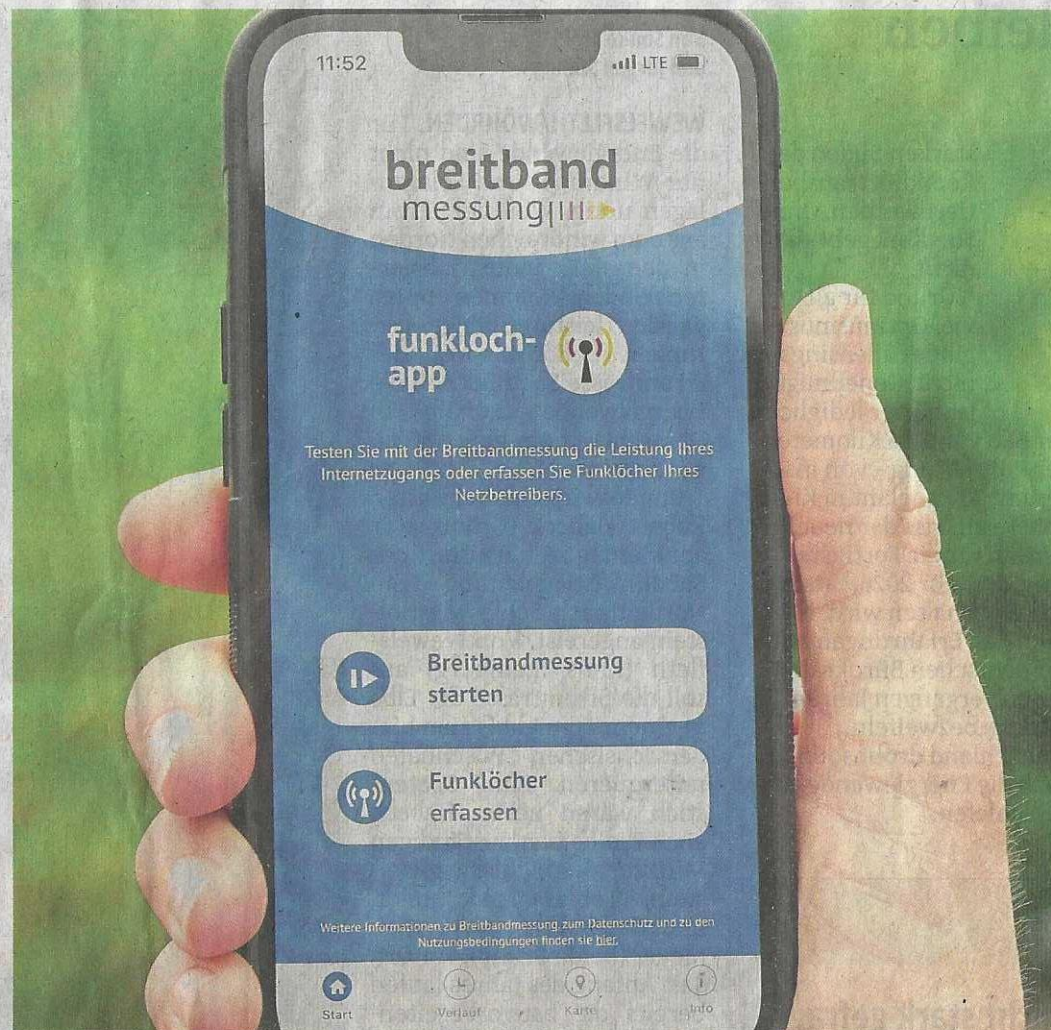 11:52 LTE
breitband
messung
funkloch-
app
Testen Sie mit der Breitbandmessung die Leistung Ihres
Internetzugangs oder erfassen Sie Funklöcher Ihres
Netzbetreibers.
Breitbandmessung
starten
Funklöcher
erfassen
Weitere Informationen zu Breitbandmessung, zum Datenschutz und zu den
Nutzungsbedingungen finden sie hier.
Start Verlauf Karte Info